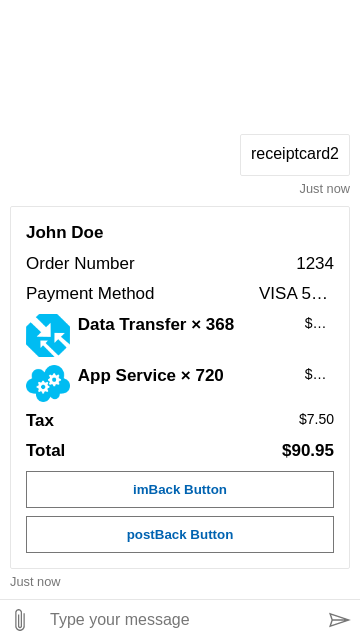 receiptcard2
Just now
John Doe
Order Number 1234
Payment Method VISA 5…
Data Transfer × 368 $…
App Service × 720 $…
Tax $7.50
Total $90.95
imBack Button
postBack Button
Just now
Type your message